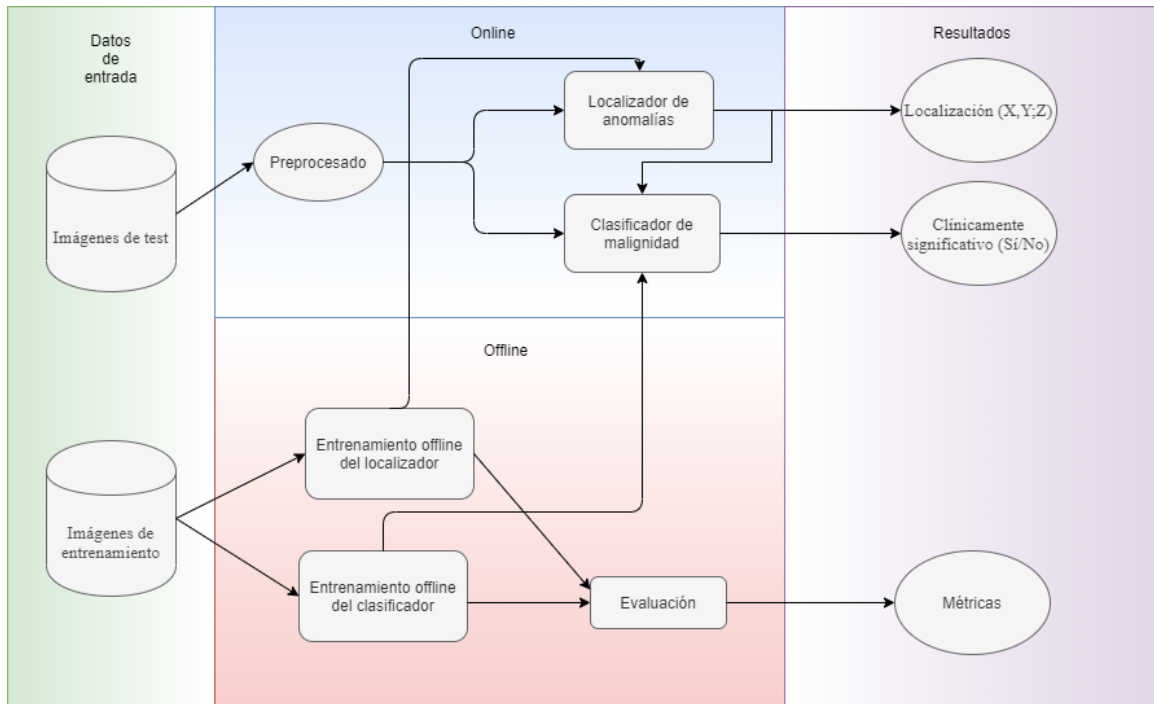 Datos
de
entrada
Online
Resultados
Localizador de
anomalías
Localización (X,Y;Z)
Preprocesado
Imágenes de test
Clasificador de
malignidad
Clínicamente
significativo (Sí/No)
Offline
Entrenamiento offline
del localizador
Imágenes de
entrenamiento
Entrenamiento offline
del clasificador
Evaluación
Métricas